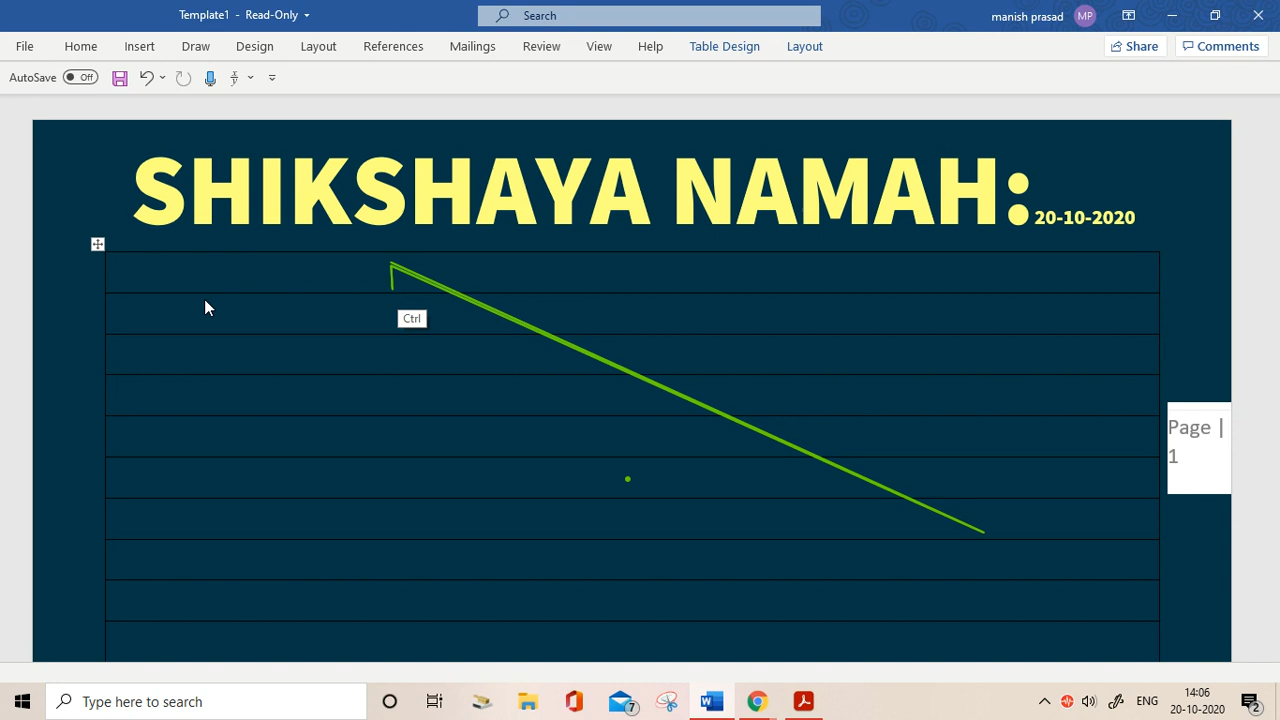 Template1 - Read-Only
Search
manish prasad MP
File Home Insert Draw Design Layout References Mailings Review View Help Table Design Layout Share Comments
AutoSave Off
SHIKSHAYA NAMAH: 20-10-2020
Ctrl
Page |
1
Type here to search
7
ENG
14:06
20-10-2020
2